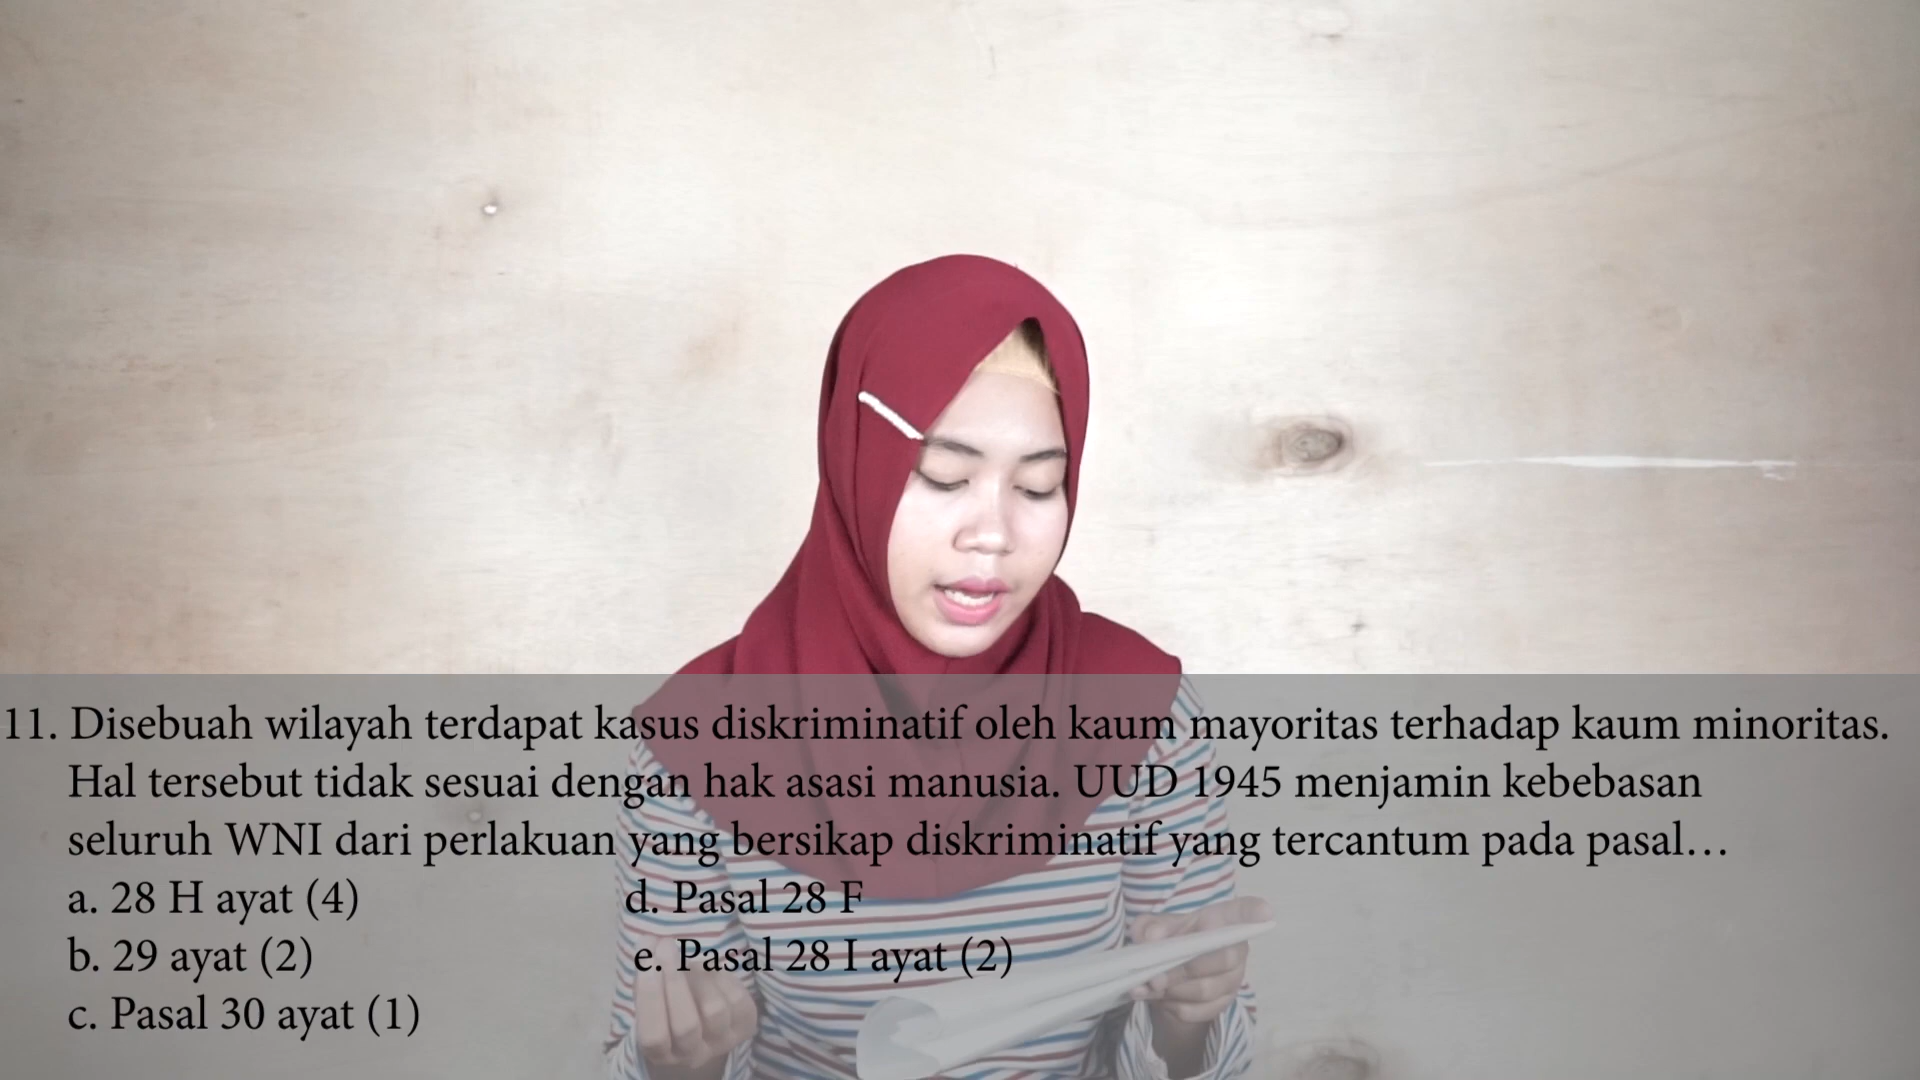 11. Disebuah wilayah terdapat kasus diskriminatif oleh kaum mayoritas terhadap kaum minoritas.
Hal tersebut tidak sesuai dengan hak asasi manusia. UUD 1945 menjamin kebebasan
seluruh WNI dari perlakuan yang bersikap diskriminatif yang tercantum pada pasal…
a. 28 H ayat (4)
b. 29 ayat (2)
c. Pasal 30 ayat (1)
d. Pasal 28 F
e. Pasal 28 I ayat (2)